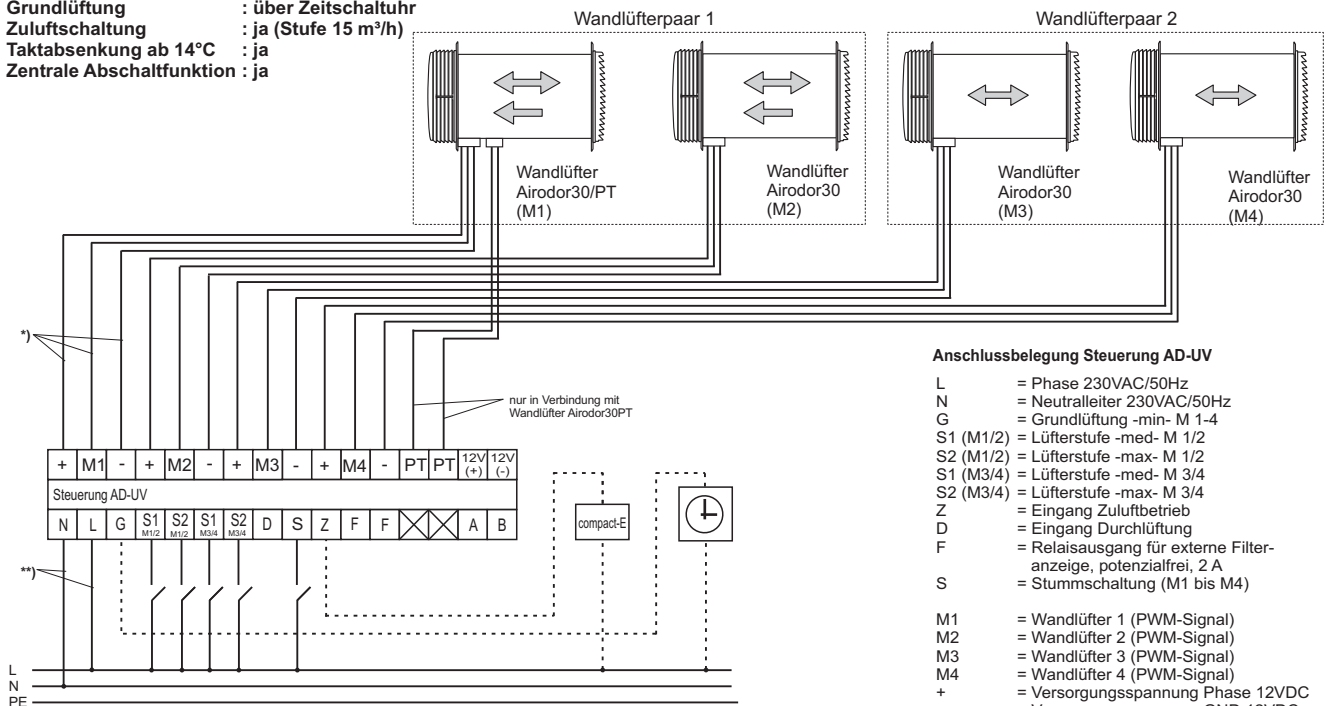 Grundlüftung : über Zeitschaltuhr
Zuluftschaltung : ja (Stufe 15 m³/h)
Taktabsenkung ab 14°C : ja
Zentrale Abschaltfunktion : ja
Wandlüfterpaar 1
Wandlüfterpaar 2
Wandlüfter
Airodor30/PT
(M1)
Wandlüfter
Airodor30
(M2)
Wandlüfter
Airodor30
(M3)
Wandlüfter
Airodor30
(M4)
*)
nur in Verbindung mit
Wandlüfter Airodor30PT
+ M1 - + M2 - + M3 - + M4 - PT PT 12V (+) 12V (-)
Steuerung AD-UV
N L G S1 M1/2 S2 M1/2 S1 M3/4 S2 M3/4 D S Z F F A B
compact-E
**)
L
N
PE
Anschlussbelegung Steuerung AD-UV
L = Phase 230VAC/50Hz
N = Neutralleiter 230VAC/50Hz
G = Grundlüftung -min- M 1-4
S1 (M1/2) = Lüfterstufe -med- M 1/2
S2 (M1/2) = Lüfterstufe -max- M 1/2
S1 (M3/4) = Lüfterstufe -med- M 3/4
S2 (M3/4) = Lüfterstufe -max- M 3/4
Z = Eingang Zuluftbetrieb
D = Eingang Durchlüftung
F = Relaisausgang für externe Filter-
anzeige, potenzialfrei, 2 A
S = Stummschaltung (M1 bis M4)
M1 = Wandlüfter 1 (PWM-Signal)
M2 = Wandlüfter 2 (PWM-Signal)
M3 = Wandlüfter 3 (PWM-Signal)
M4 = Wandlüfter 4 (PWM-Signal)
+ = Versorgungsspannung Phase 12VDC